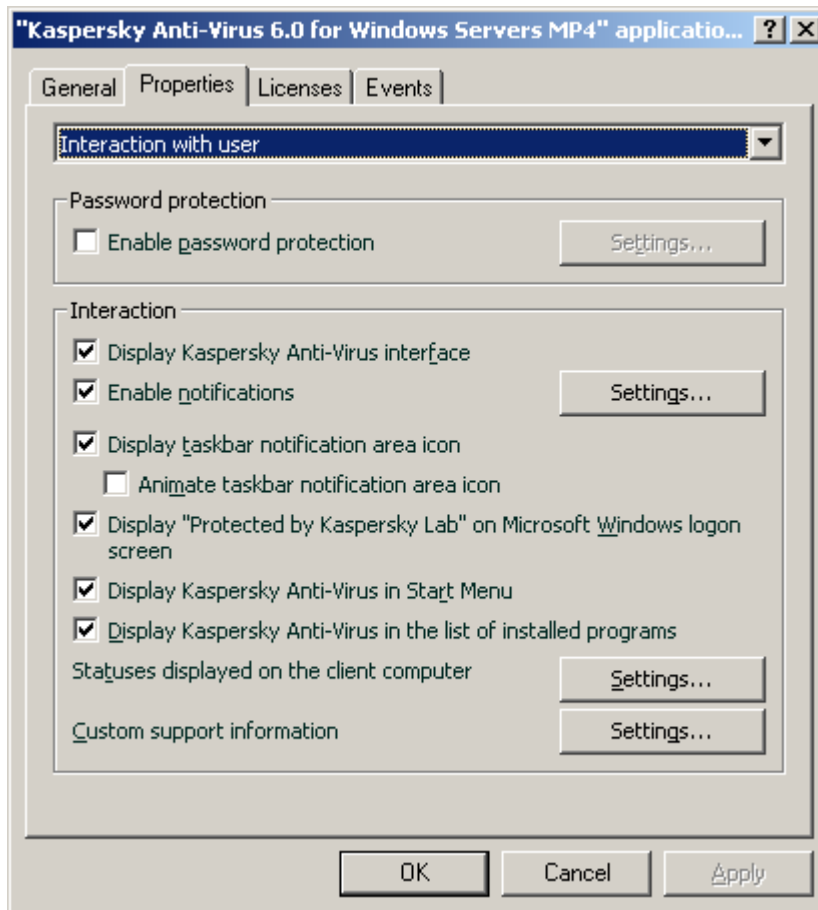 "Kaspersky Anti-Virus 6.0 for Windows Servers MP4" applicatio...
General Properties Licenses Events
Interaction with user
Password protection
Enable password protection Settings...
Interaction
Display Kaspersky Anti-Virus interface
Enable notifications Settings...
Display taskbar notification area icon
Animate taskbar notification area icon
Display "Protected by Kaspersky Lab" on Microsoft Windows logon
screen
Display Kaspersky Anti-Virus in Start Menu
Display Kaspersky Anti-Virus in the list of installed programs
Statuses displayed on the client computer Settings...
Custom support information Settings...
OK Cancel Apply